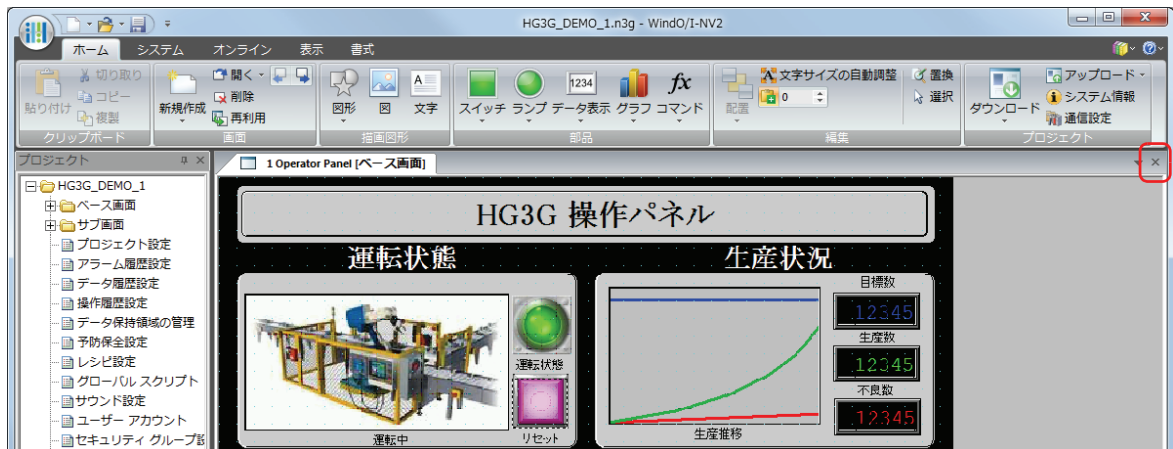 HG3G_DEMO_1.n3g - WindO/I-NV2
ホーム システム オンライン 表示 書式
切り取り
貼り付け コピー
複製
クリップボード
新規作成 開く
削除
再利用
画面
図形 図 文字
描画図形
1234 fx
スイッチ ランプ データ表示 グラフ コマンド
部品
配置 文字サイズの自動調整 置換
0 選択
編集
ダウンロード アップロード
システム情報
通信設定
プロジェクト
プロジェクト
1 Operator Panel [ベース画面]
HG3G_DEMO_1
ベース画面
サブ画面
プロジェクト設定
アラーム履歴設定
データ履歴設定
操作履歴設定
データ保持領域の管理
予防保全設定
レシピ設定
グローバル スクリプト
サウンド設定
ユーザー アカウント
セキュリティ グループ
HG3G 操作パネル
運転状態
運転状態
リセット
運転中
生産状況
目標数
12345
生産数
12345
不良数
12345
生産推移